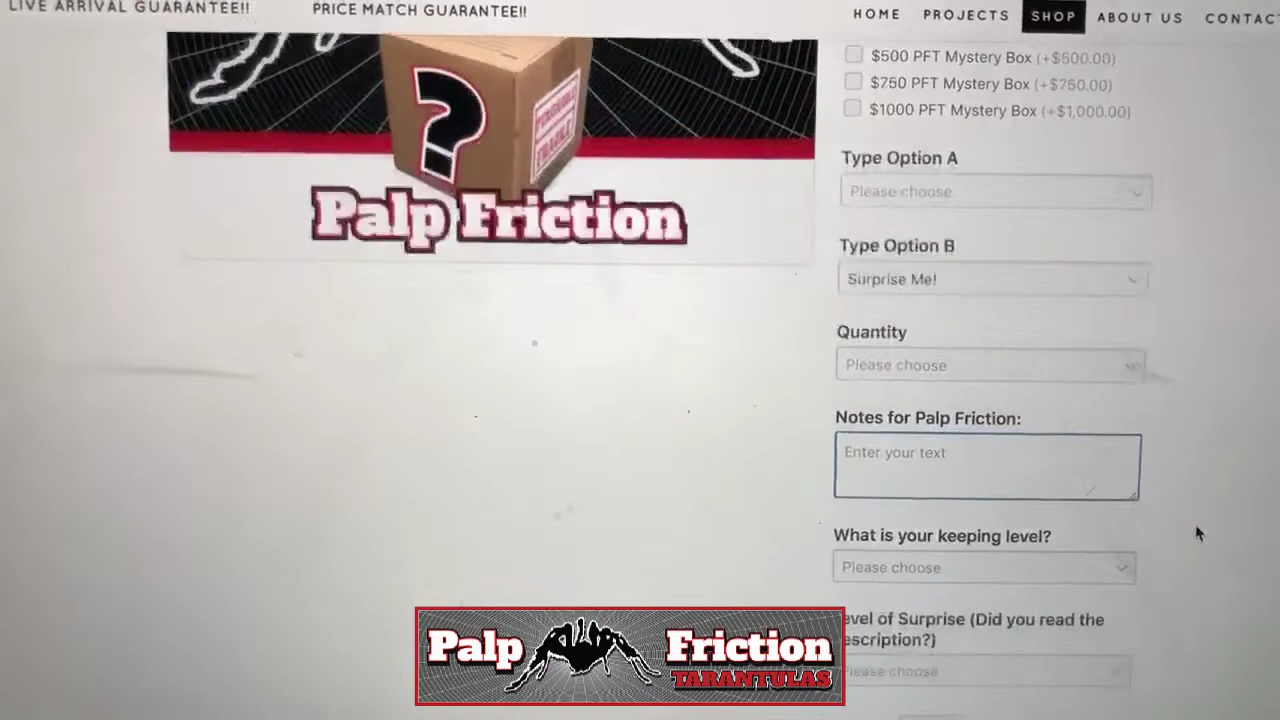 LIVE ARRIVAL GUARANTEE!!
PRICE MATCH GUARANTEE!!
HOME PROJECTS SHOP ABOUT US CONTAC
?
FRAGILE
Palp Friction
$500 PFT Mystery Box (+$500.00)
$750 PFT Mystery Box (+$750.00)
$1000 PFT Mystery Box (+$1,000.00)
Type Option A
Please choose
Type Option B
Surprise Me!
Quantity
Please choose
Notes for Palp Friction:
Enter your text
What is your keeping level?
Please choose
evel of Surprise (Did you read the
escription?)
Please choose
Palp Friction
TARANTULAS